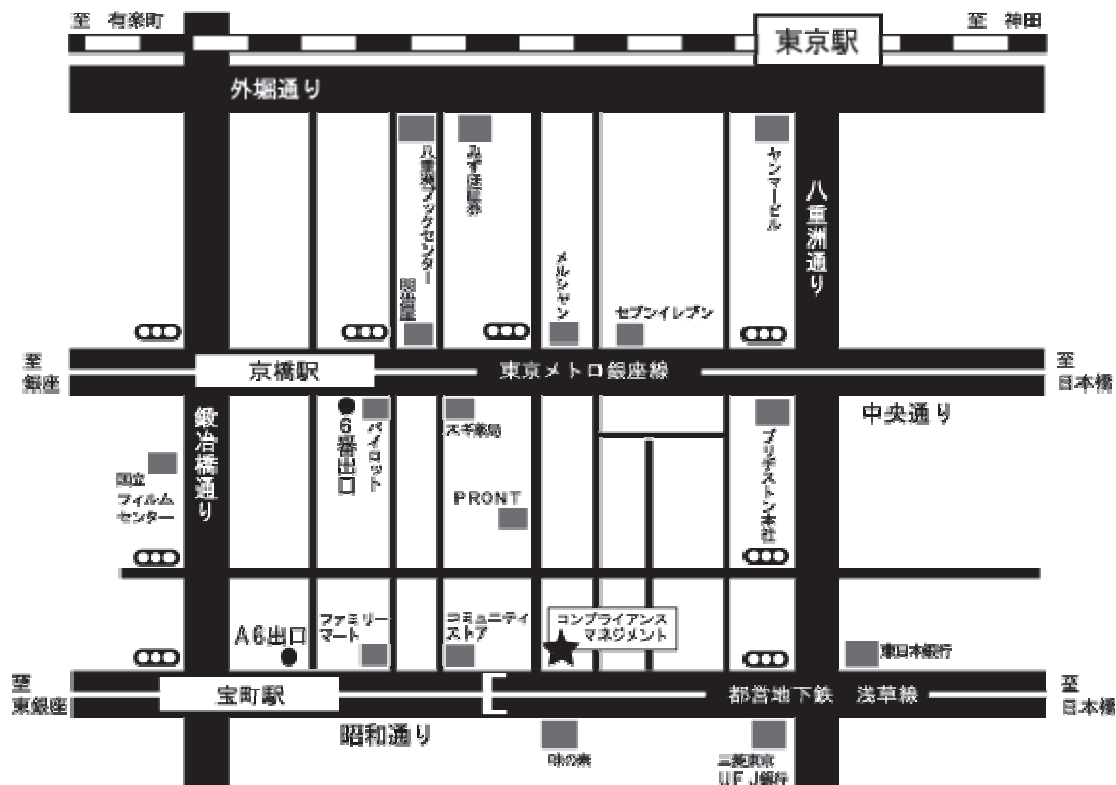 至 有楽町
至 神田
東京駅
外堀通り
八重洲ブックセンター
みずほ証券
ヤンマービル
八重洲通り
明治屋
メルシャン
セブンイレブン
至
銀座
京橋駅
東京メトロ銀座線
至
日本橋
中央通り
鍛冶橋通り
6番出口
パイロット
スギ薬局
ブリヂストン本社
国立
フィルム
センター
PRONT
A6出口
ファミリー
マート
コミュニティ
ストア
コンプライアンス
マネジメント
東日本銀行
至
東銀座
宝町駅
都営地下鉄 浅草線
至
日本橋
昭和通り
味の素
三菱東京
UFJ銀行